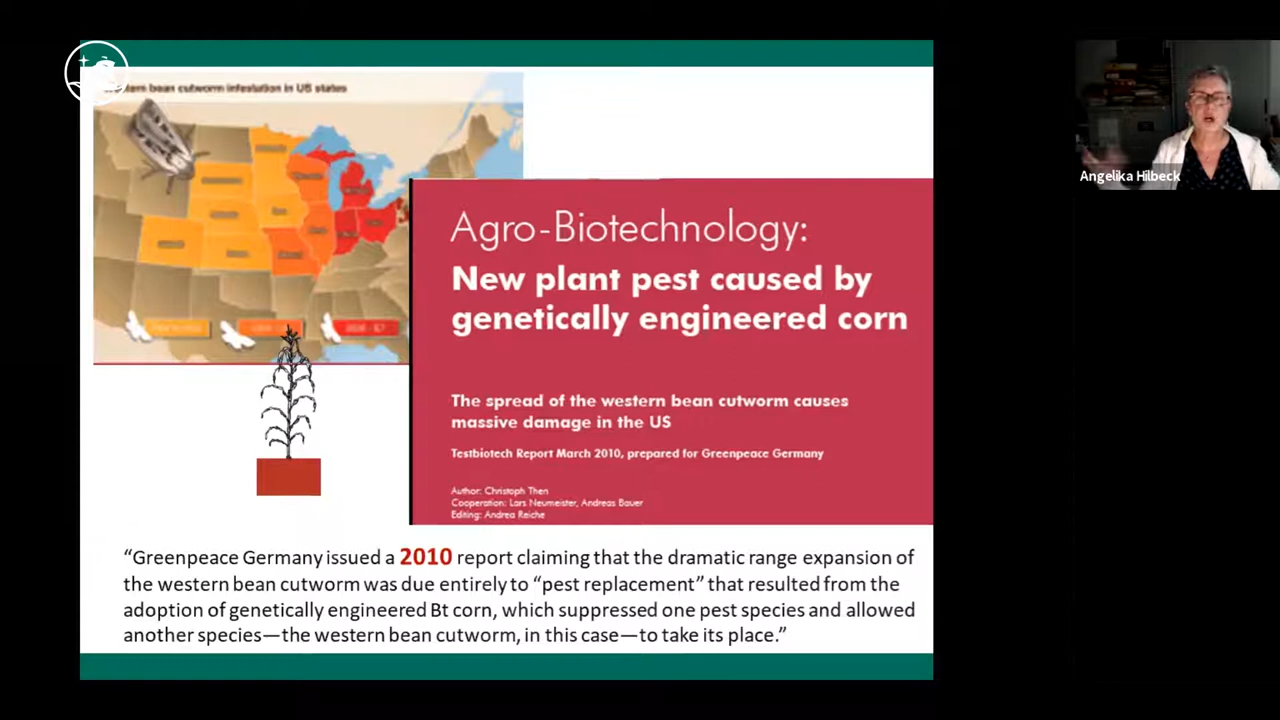 tern bean cutworm infestation in US states
Agro-Biotechnology:
New plant pest caused by
genetically engineered corn
The spread of the western bean cutworm causes
massive damage in the US
Testbiotech Report March 2010, prepared for Greenpeace Germany
Author: Christoph Then
Cooperation: Lars Neumeister, Andreas Bauer
Editing: Andrea Reiche
“Greenpeace Germany issued a 2010 report claiming that the dramatic range expansion of
the western bean cutworm was due entirely to “pest replacement” that resulted from the
adoption of genetically engineered Bt corn, which suppressed one pest species and allowed
another species—the western bean cutworm, in this case—to take its place.”
Angelika Hilbeck